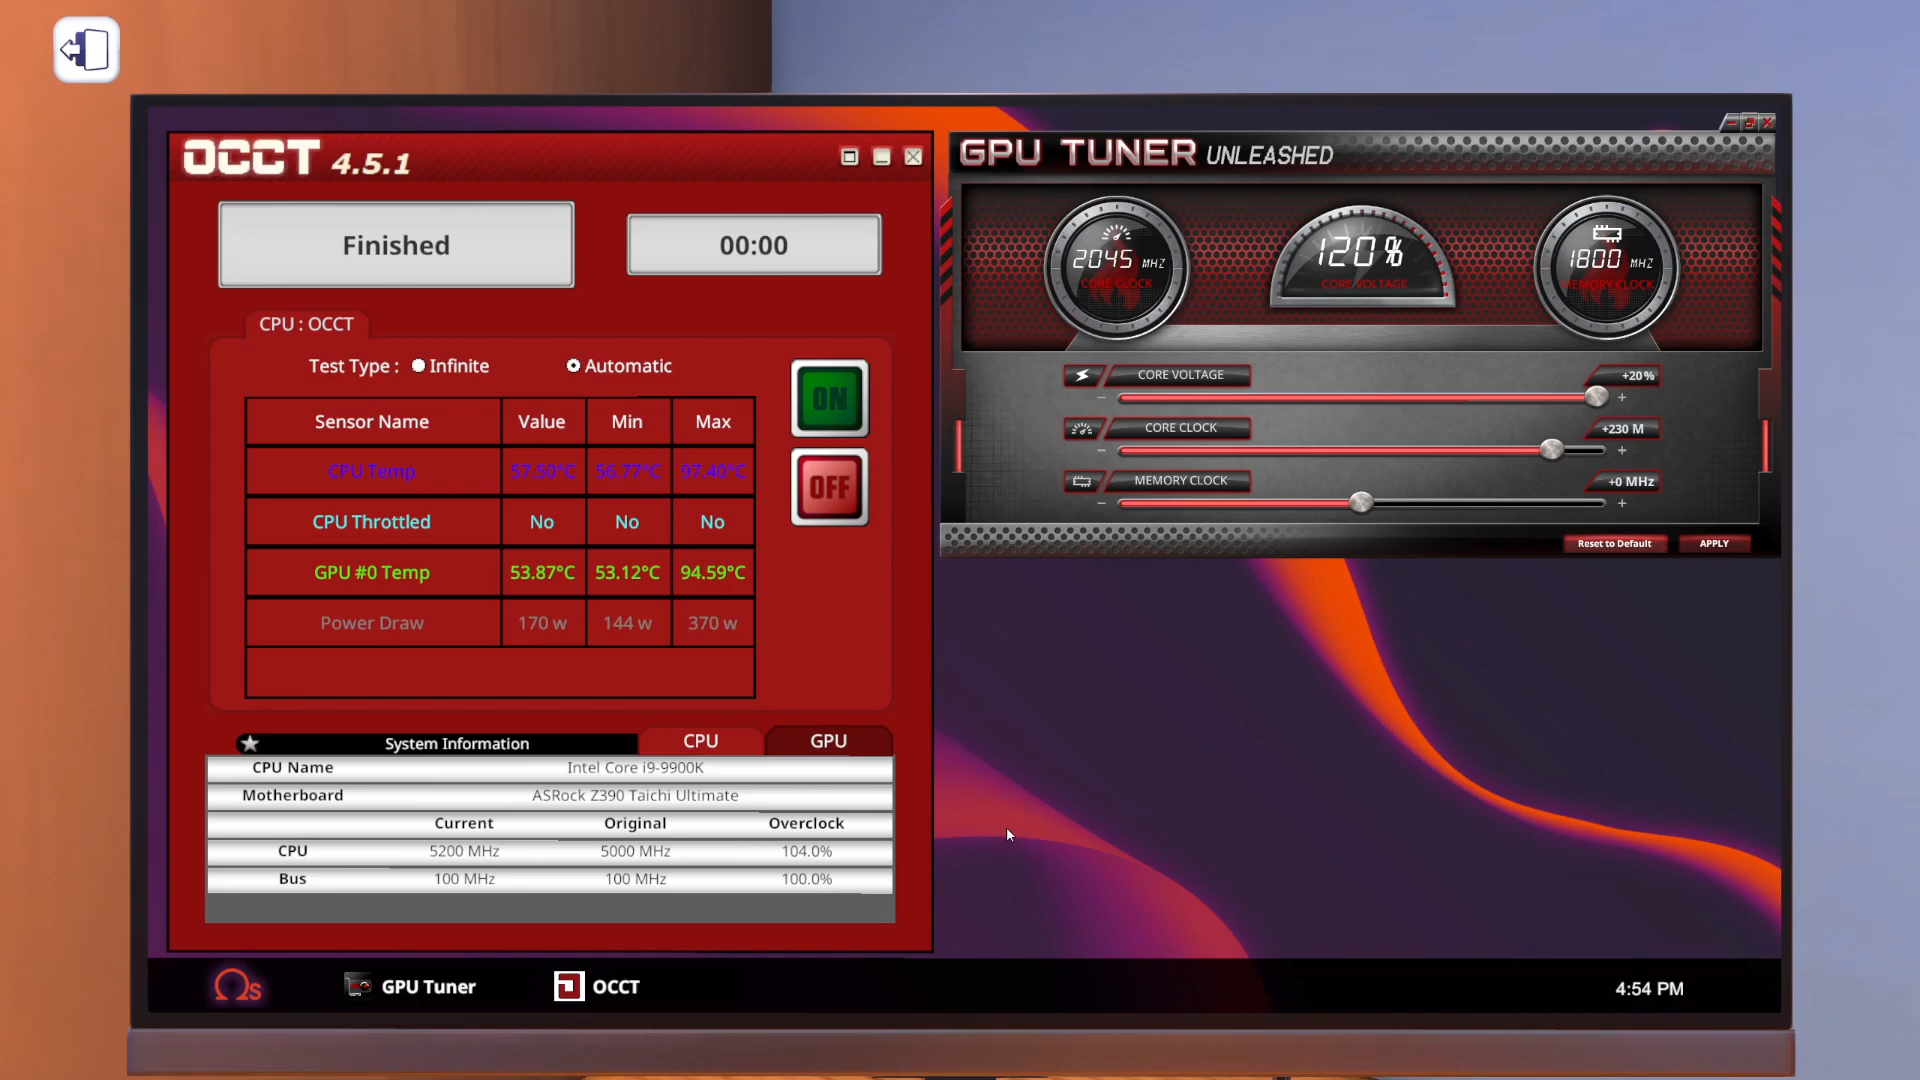 OCCT 4.5.1
Finished
00:00
CPU : OCCT
Test Type : Infinite Automatic
ON
OFF
Sensor Name Value Min Max
CPU Temp 57.50°C 56.77°C 97.40°C
CPU Throttled No No No
GPU #0 Temp 53.87°C 53.12°C 94.59°C
Power Draw 170 w 144 w 370 w
System Information CPU GPU
CPU Name Intel Core i9-9900K
Motherboard ASRock Z390 Taichi Ultimate
Current Original Overclock
CPU 5200 MHz 5000 MHz 104.0%
Bus 100 MHz 100 MHz 100.0%
GPU TUNER UNLEASHED
2045 MHZ
CORE CLOCK
120%
CORE VOLTAGE
1800 MHZ
MEMORY CLOCK
CORE VOLTAGE +20%
− +
CORE CLOCK +230 M
− +
MEMORY CLOCK +0 MHz
− +
Reset to Default APPLY
Ωs GPU Tuner OCCT 4:54 PM